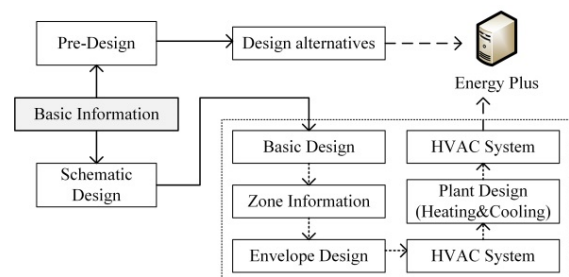 Pre-Design
Design alternatives
Energy Plus
Basic Information
Schematic
Design
Basic Design
HVAC System
Zone Information
Plant Design
(Heating&Cooling)
Envelope Design
HVAC System